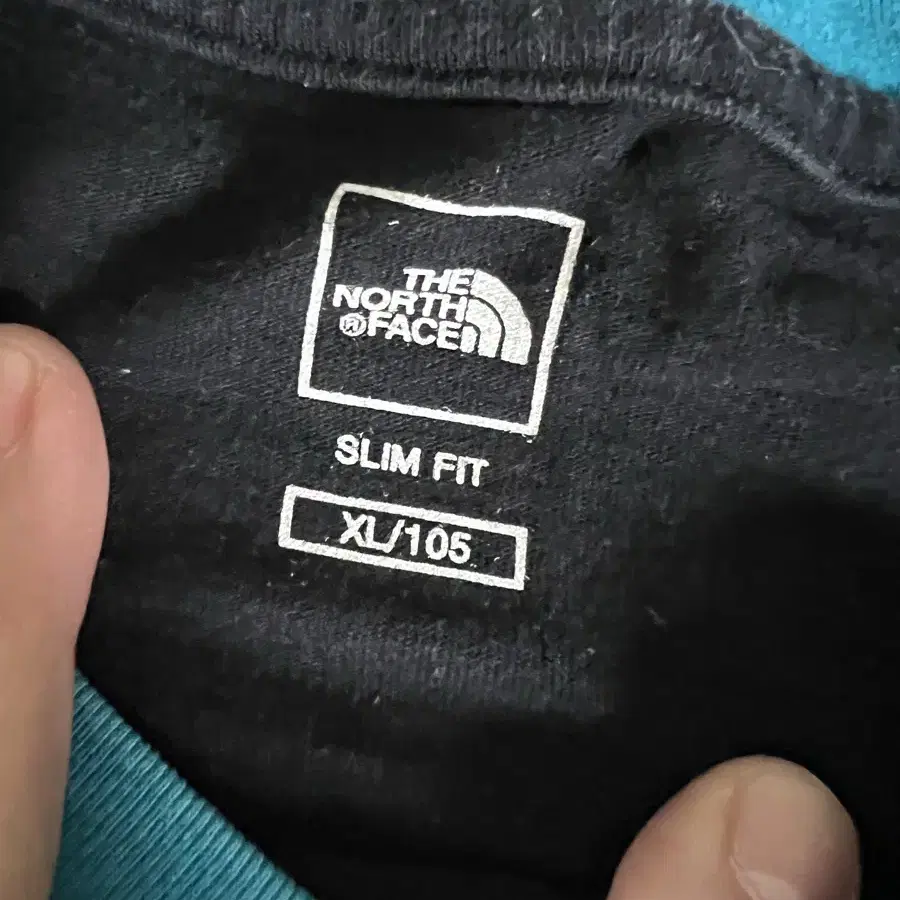 THE
NORTH
®FACE
SLIM FIT
XL/105